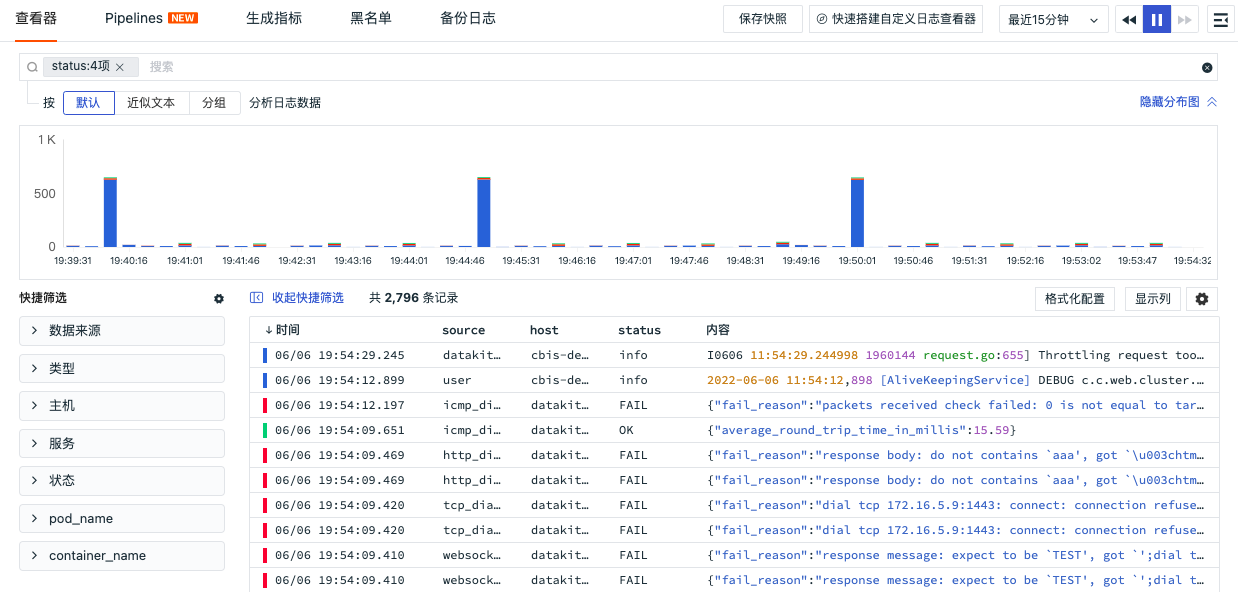 查看器 Pipelines NEW 生成指标 黑名单 备份日志 保存快照 快速搭建自定义日志查看器 最近15分钟
status:4项 搜索
按 默认 近似文本 分组 分析日志数据 隐藏分布图
1 K
500
0
19:39:31 19:40:16 19:41:01 19:41:46 19:42:31 19:43:16 19:44:01 19:44:46 19:45:31 19:46:16 19:47:01 19:47:46 19:48:31 19:49:16 19:50:01 19:50:46 19:51:31 19:52:16 19:53:02 19:53:47 19:54:32
快捷筛选 收起快捷筛选 共 2,796 条记录 格式化配置 显示列
数据来源
类型
主机
服务
状态
pod_name
container_name
时间 source host status 内容
06/06 19:54:29.245 datakit… cbis-de… info I0606 11:54:29.244998 1960144 request.go:655] Throttling request too…
06/06 19:54:12.899 user cbis-de… info 2022-06-06 11:54:12,898 [AliveKeepingService] DEBUG c.c.web.cluster.…
06/06 19:54:12.197 icmp_di… datakit… FAIL {"fail_reason":"packets received check failed: 0 is not equal to tar…
06/06 19:54:09.651 icmp_di… datakit… OK {"average_round_trip_time_in_millis":15.59}
06/06 19:54:09.469 http_di… datakit… FAIL {"fail_reason":"response body: do not contains `aaa', got `\u003chtm…
06/06 19:54:09.469 http_di… datakit… FAIL {"fail_reason":"response body: do not contains `aaa', got `\u003chtm…
06/06 19:54:09.420 tcp_dia… datakit… FAIL {"fail_reason":"dial tcp 172.16.5.9:1443: connect: connection refuse…
06/06 19:54:09.420 tcp_dia… datakit… FAIL {"fail_reason":"dial tcp 172.16.5.9:1443: connect: connection refuse…
06/06 19:54:09.410 websock… datakit… FAIL {"fail_reason":"response message: expect to be `TEST', got `';dial t…
06/06 19:54:09.410 websock… datakit… FAIL {"fail_reason":"response message: expect to be `TEST', got `';dial t…